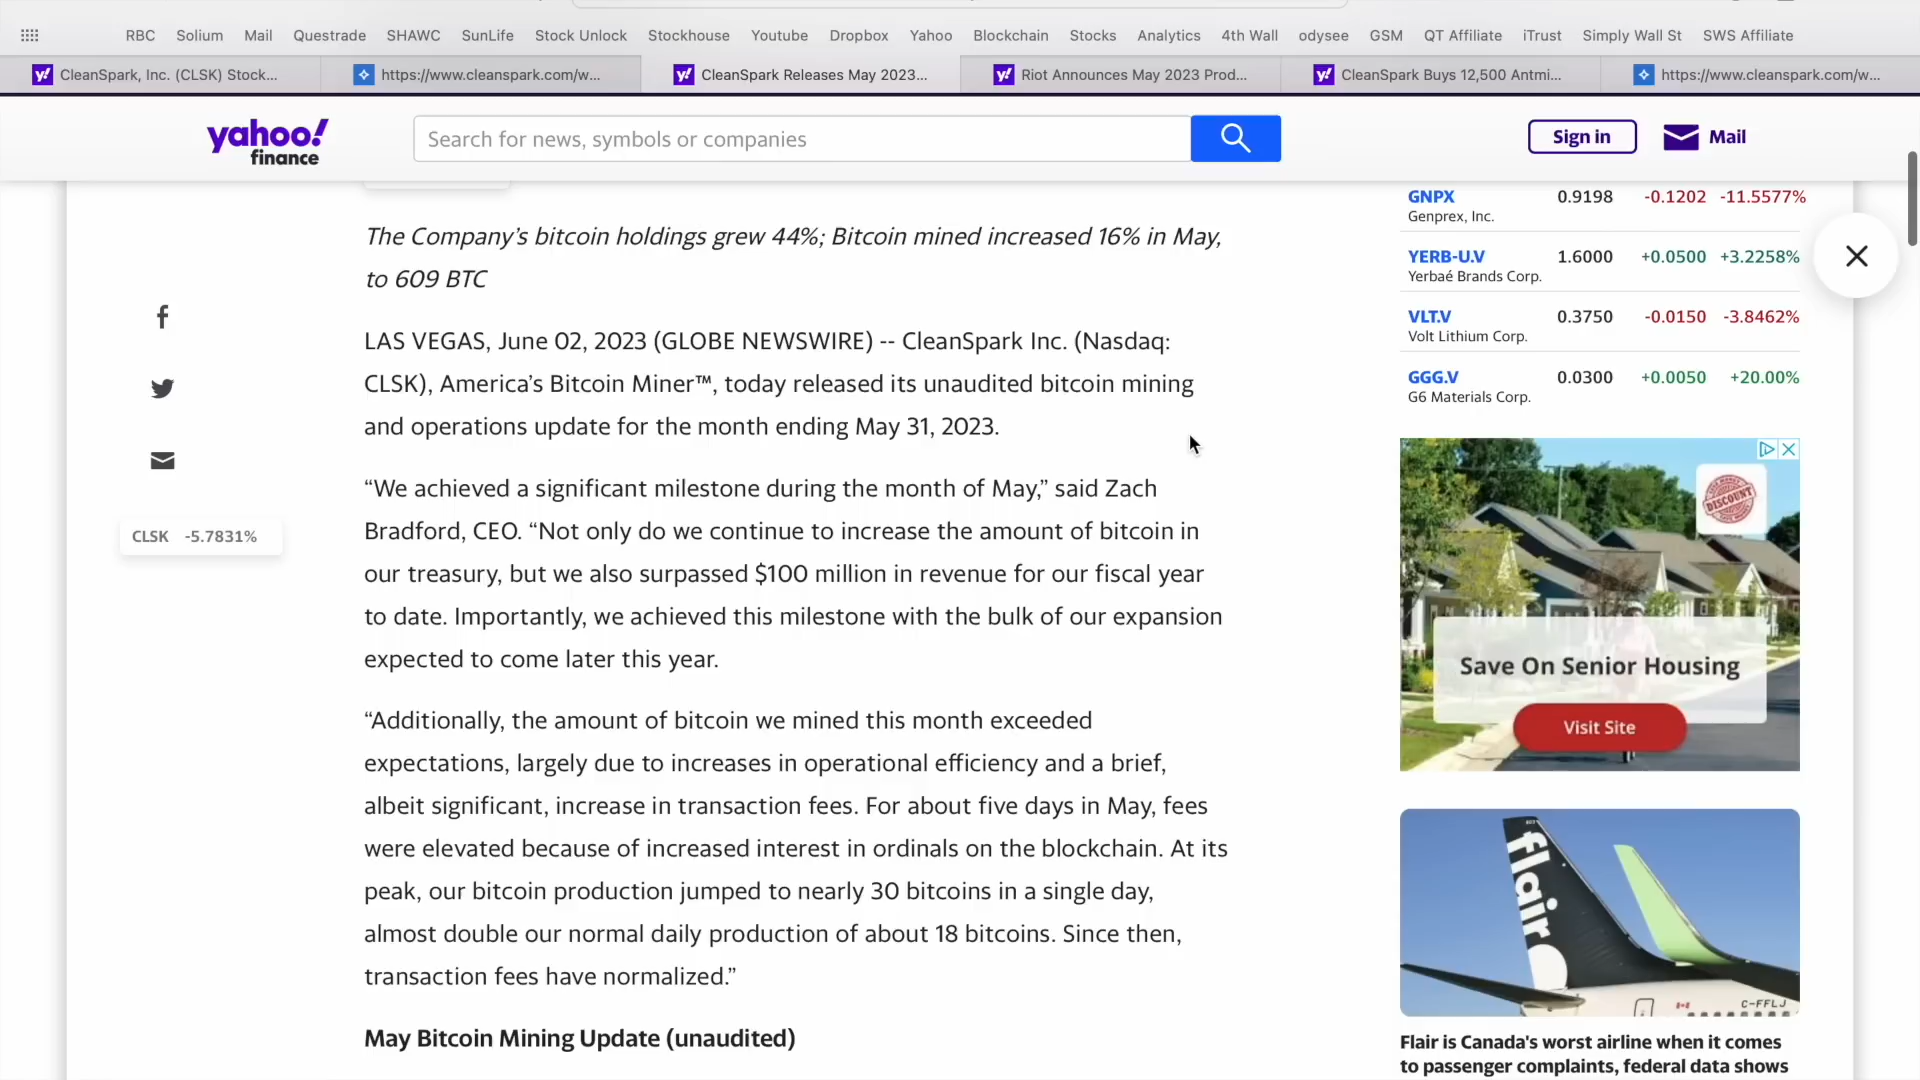 RBC Solium Mail Questrade SHAWC SunLife Stock Unlock Stockhouse Youtube Dropbox Yahoo Blockchain Stocks Analytics 4th Wall odysee GSM QT Affiliate iTrust Simply Wall St SWS Affiliate
y! CleanSpark, Inc. (CLSK) Stock... https://www.cleanspark.com/w... y! CleanSpark Releases May 2023... y! Riot Announces May 2023 Prod... y! CleanSpark Buys 12,500 Antmi... https://www.cleanspark.com/w...
yahoo!
finance
Search for news, symbols or companies
Sign in
Mail
The Company's bitcoin holdings grew 44%; Bitcoin mined increased 16% in May,
to 609 BTC
LAS VEGAS, June 02, 2023 (GLOBE NEWSWIRE) -- CleanSpark Inc. (Nasdaq:
CLSK), America's Bitcoin Miner™, today released its unaudited bitcoin mining
and operations update for the month ending May 31, 2023.
“We achieved a significant milestone during the month of May,” said Zach
Bradford, CEO. “Not only do we continue to increase the amount of bitcoin in
our treasury, but we also surpassed $100 million in revenue for our fiscal year
to date. Importantly, we achieved this milestone with the bulk of our expansion
expected to come later this year.
“Additionally, the amount of bitcoin we mined this month exceeded
expectations, largely due to increases in operational efficiency and a brief,
albeit significant, increase in transaction fees. For about five days in May, fees
were elevated because of increased interest in ordinals on the blockchain. At its
peak, our bitcoin production jumped to nearly 30 bitcoins in a single day,
almost double our normal daily production of about 18 bitcoins. Since then,
transaction fees have normalized.”
May Bitcoin Mining Update (unaudited)
CLSK -5.7831%
GNPX 0.9198 -0.1202 -11.5577%
Genprex, Inc.
YERB-U.V 1.6000 +0.0500 +3.2258%
Yerbaé Brands Corp.
VLT.V 0.3750 -0.0150 -3.8462%
Volt Lithium Corp.
GGG.V 0.0300 +0.0050 +20.00%
G6 Materials Corp.
DISCOUNT
Save On Senior Housing
Visit Site
flair
C-FFLJ
Flair is Canada's worst airline when it comes
to passenger complaints, federal data shows